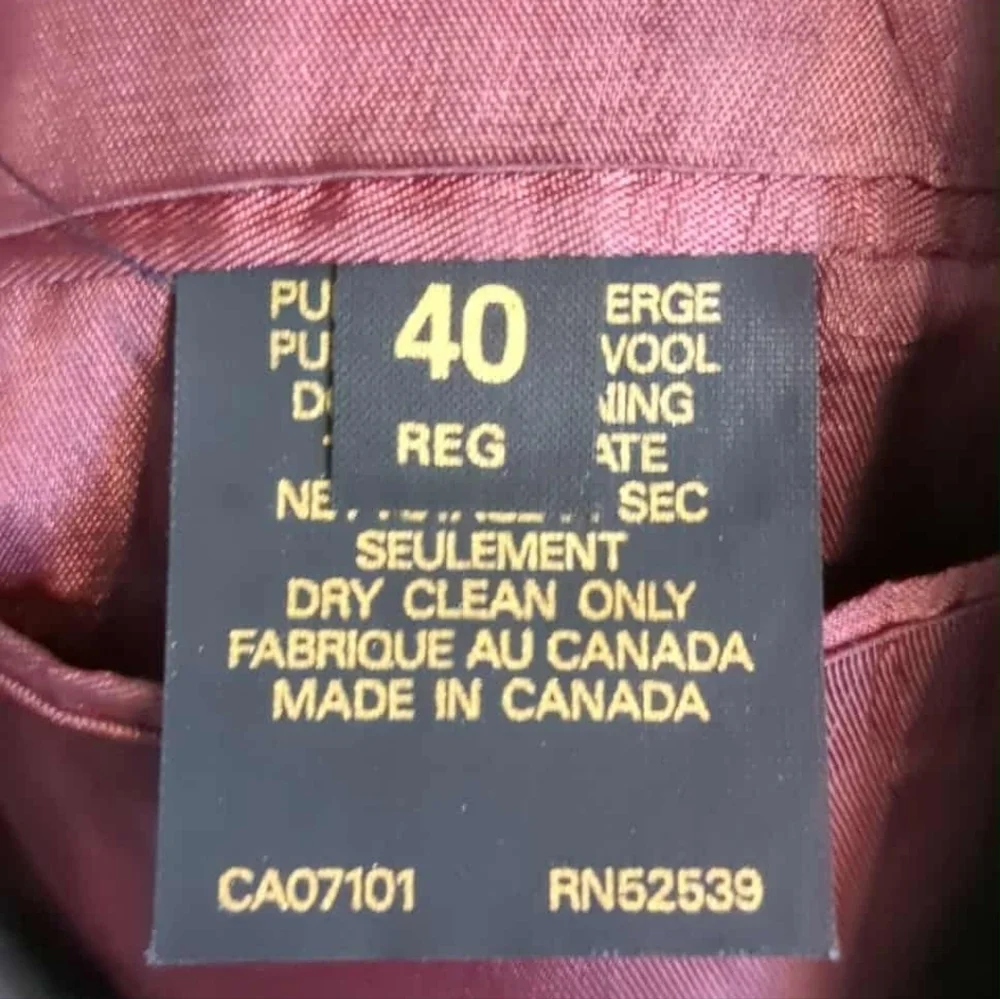 40
REG
PU ERGE
PU WOOL
NING
ATE
NE SEC
SEULEMENT
DRY CLEAN ONLY
FABRIQUE AU CANADA
MADE IN CANADA
CA07101 RN52539